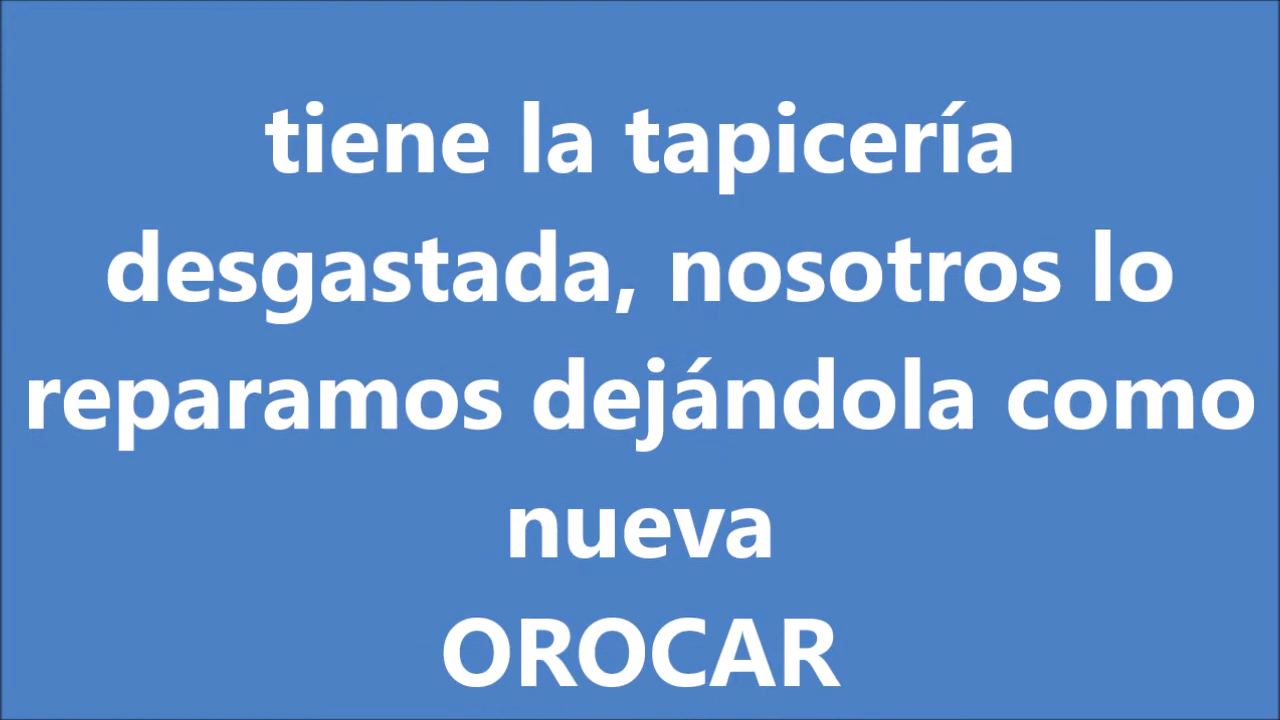 tiene la tapicería
desgastada, nosotros lo
reparamos dejándola como
nueva
OROCAR